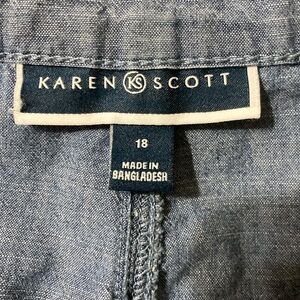 KAREN KS SCOTT
18
MADE IN
BANGLADESH